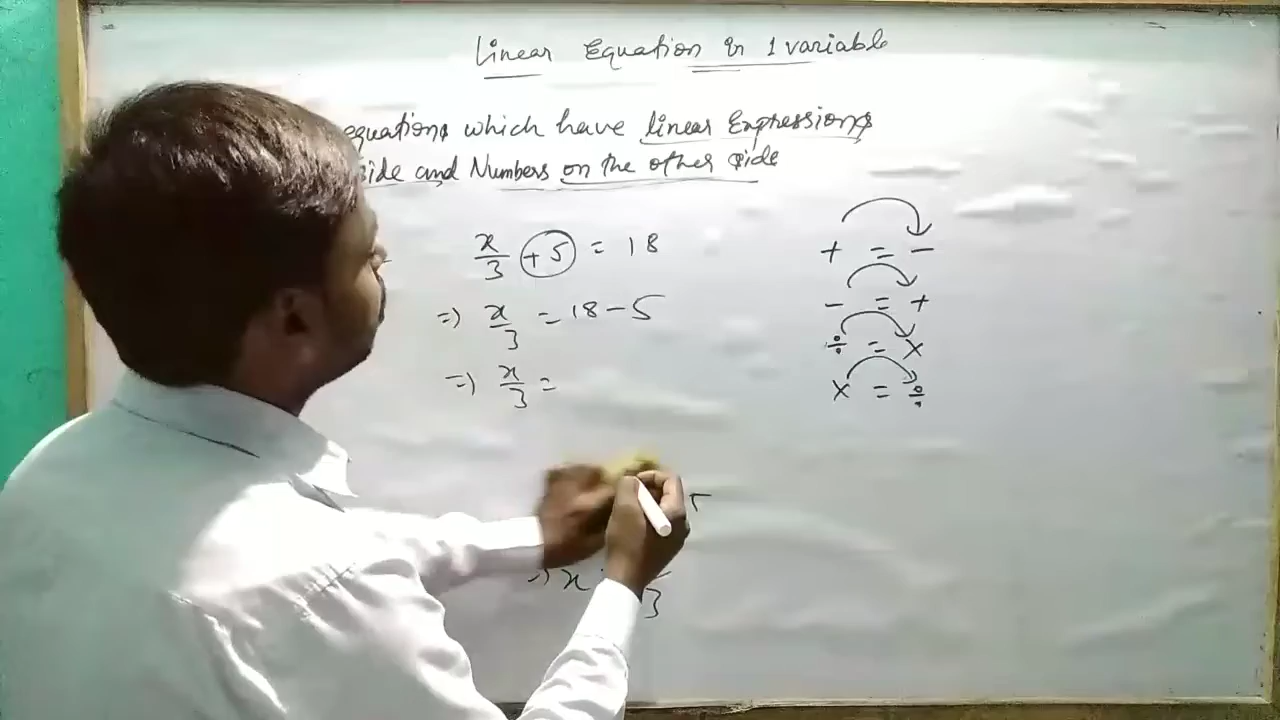 Linear Equation in 1 variable
equations which have linear Expressions
side and Numbers on the other side
x/3 + 5 = 18
=) x/3 = 18 - 5
=) x/3 =
=) x
3
+ = -
- = +
÷ = ×
× = ÷